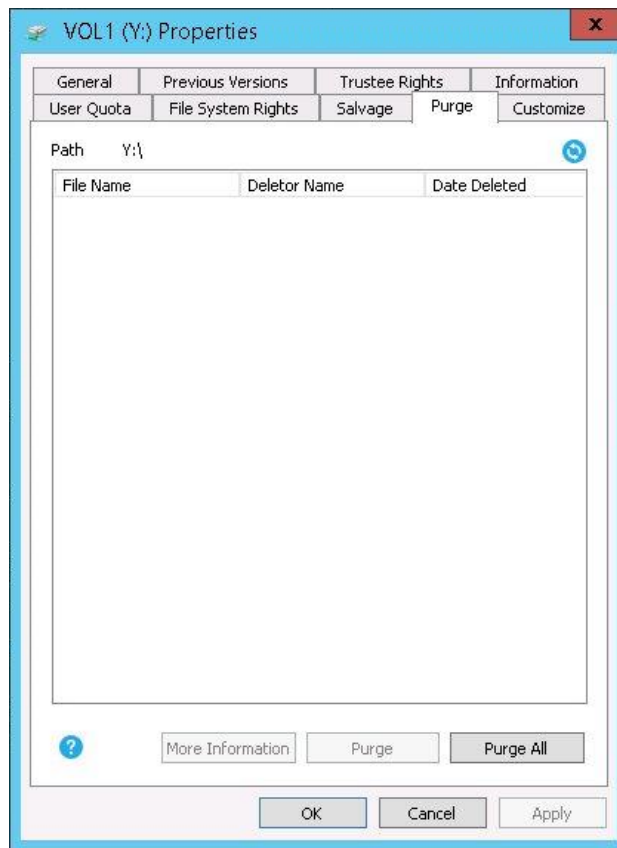 VOL1 (Y:) Properties
x
General Previous Versions Trustee Rights Information
User Quota File System Rights Salvage Purge Customize
Path Y:\
File Name Deletor Name Date Deleted
? More Information Purge Purge All
OK Cancel Apply